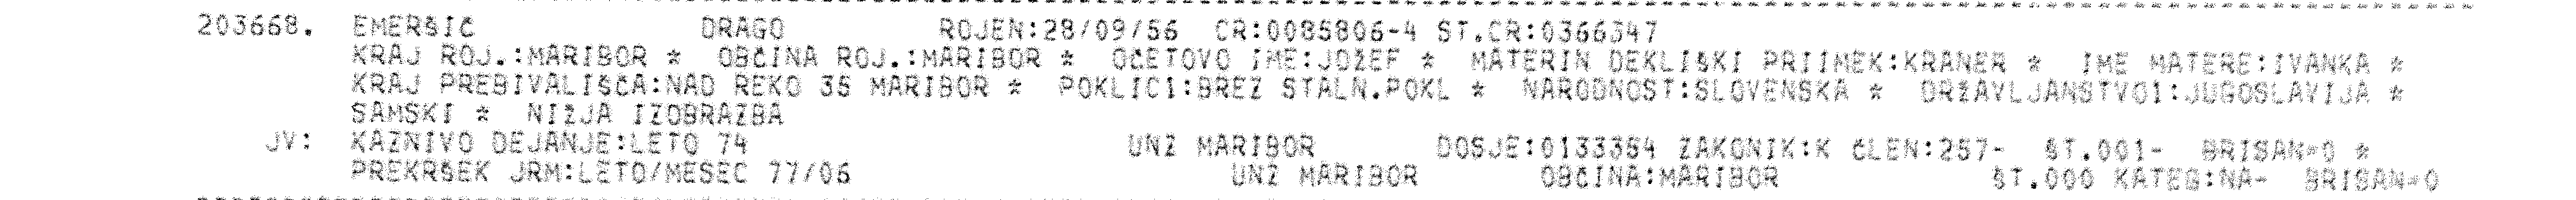 203668. EMERŠIČ DRAGO ROJEN:28/09/56 CR:0085806-4 ST.CR:0366347
KRAJ ROJ.:MARIBOR * OBČINA ROJ.:MARIBOR * OČETOVO IME:JOŽEF * MATERIN DEKLIŠKI PRIIMEK:KRANER * IME MATERE:IVANKA *
KRAJ PREBIVALIŠČA:NAD REKO 35 MARIBOR * POKLIC1:BREZ STALN.POKL * NARODNOST:SLOVENSKA * DRŽAVLJANSTVO1:JUGOSLAVIJA *
SAMSKI * NIŽJA IZOBRAZBA
JV: KAZNIVO DEJANJE:LETO 74 UNZ MARIBOR DOSJE:0133364 ZAKONIK:K ČLEN:257- ŠT.001- BRISAN=0 *
PREKRŠEK JRM:LETO/MESEC 77/06 UNZ MARIBOR OBČINA:MARIBOR ŠT.000 KATEG:NA- BRISAN=0